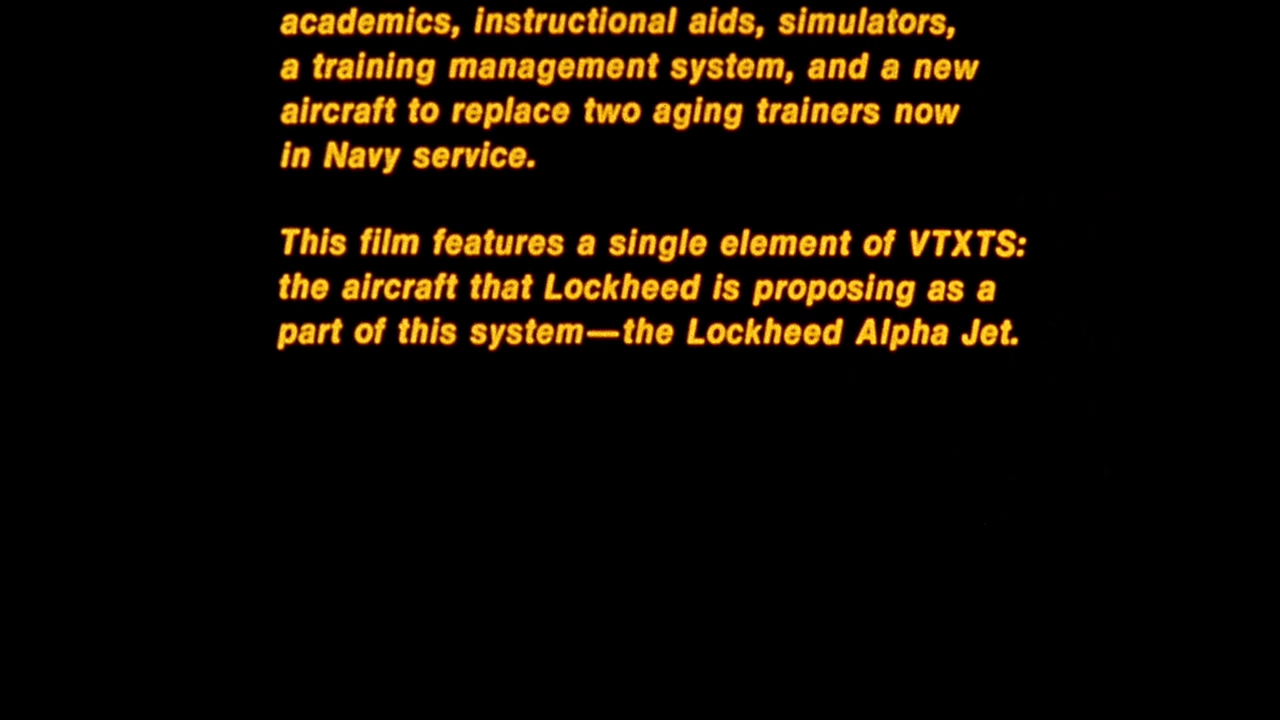 academics, instructional aids, simulators,
a training management system, and a new
aircraft to replace two aging trainers now
in Navy service.
This film features a single element of VTXTS:
the aircraft that Lockheed is proposing as a
part of this system—the Lockheed Alpha Jet.